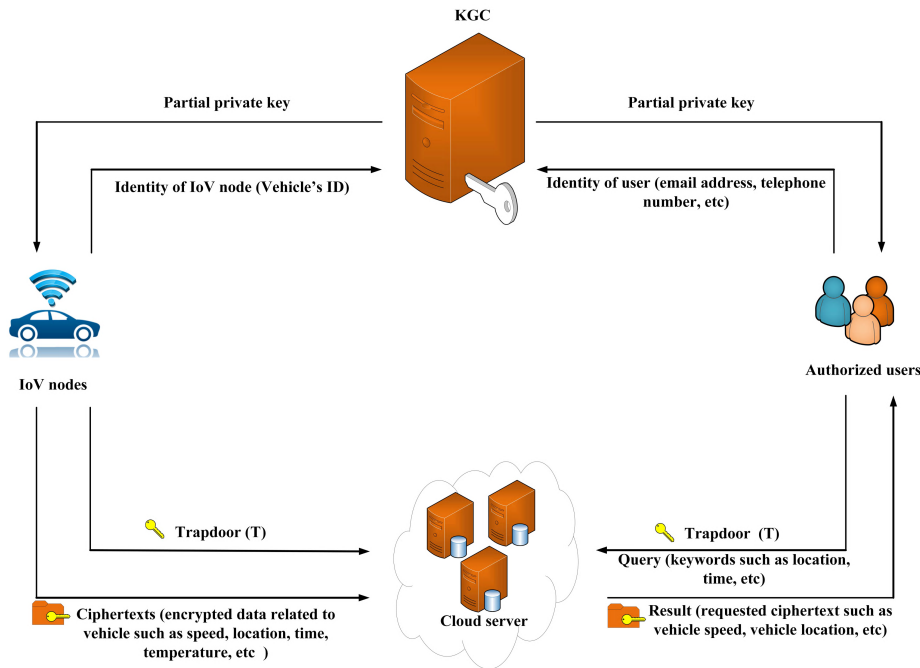 KGC
Partial private key
Partial private key
Identity of IoV node (Vehicle's ID)
Identity of user (email address, telephone
number, etc)
IoV nodes
Authorized users
Trapdoor (T)
Trapdoor (T)
Query (keywords such as location,
time, etc)
Ciphertexts (encrypted data related to
vehicle such as speed, location, time,
temperature, etc )
Cloud server
Result (requested ciphertext such as
vehicle speed, vehicle location, etc)